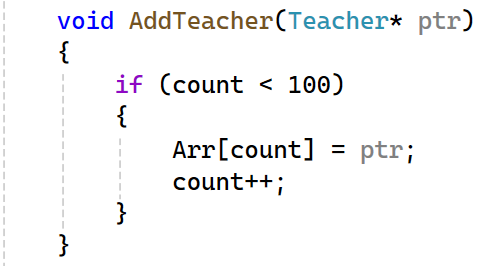 void AddTeacher(Teacher* ptr)
{
    if (count < 100)
    {
        Arr[count] = ptr;
        count++;
    }
}